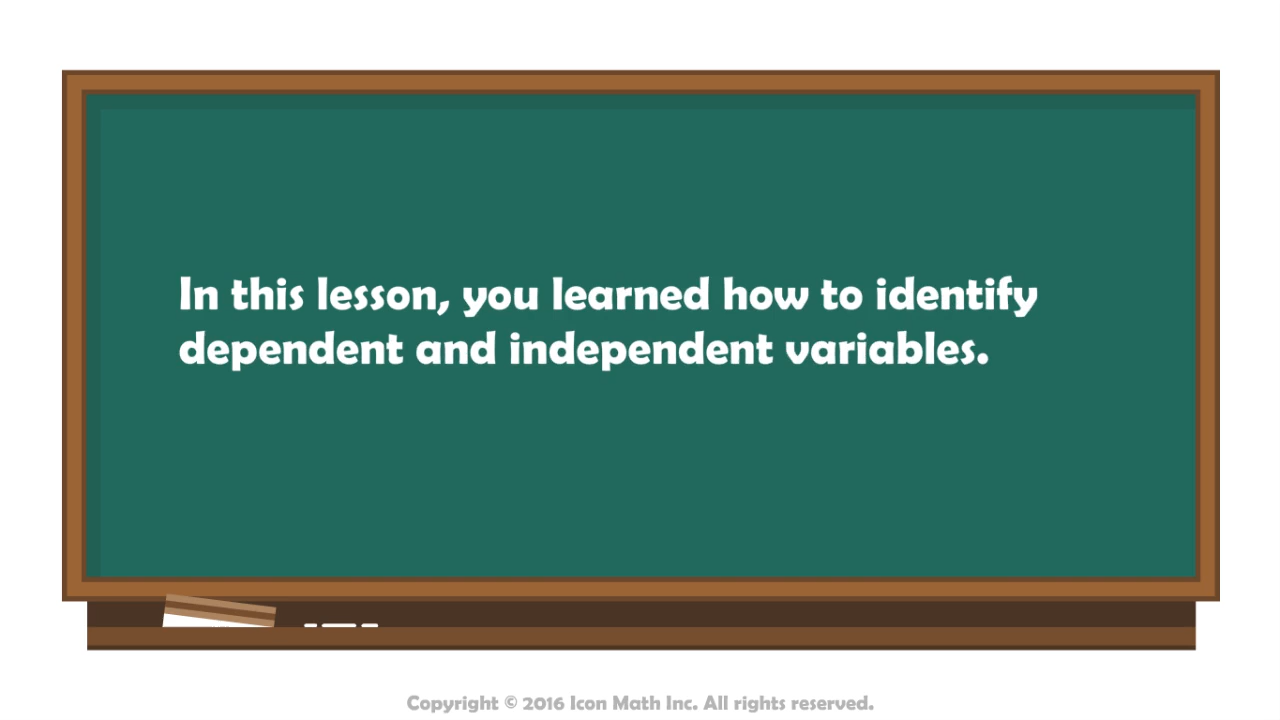 In this lesson, you learned how to identify
dependent and independent variables.
Copyright © 2016 Icon Math Inc. All rights reserved.